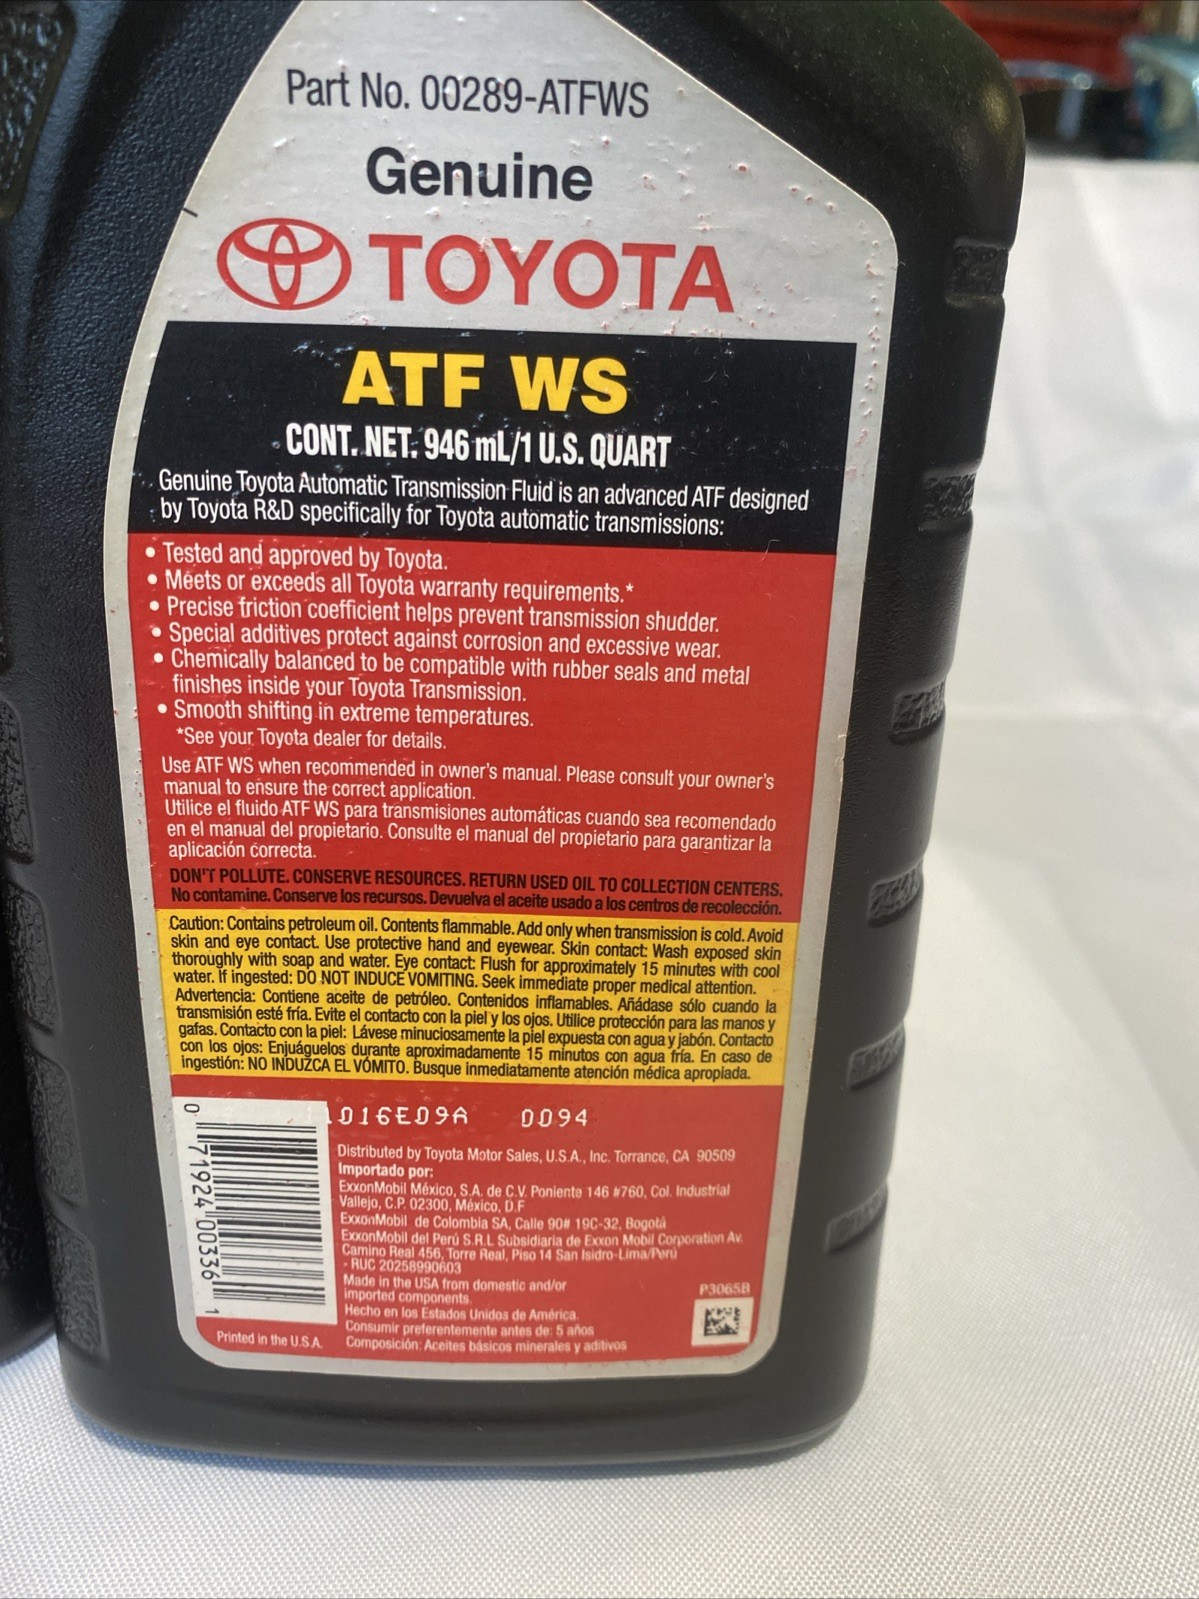 Part No. 00289-ATFWS
Genuine
TOYOTA
ATF WS
CONT. NET. 946 mL/1 U.S. QUART
Genuine Toyota Automatic Transmission Fluid is an advanced ATF designed
by Toyota R&D specifically for Toyota automatic transmissions:
• Tested and approved by Toyota.
• Meets or exceeds all Toyota warranty requirements.*
• Precise friction coefficient helps prevent transmission shudder.
• Special additives protect against corrosion and excessive wear.
• Chemically balanced to be compatible with rubber seals and metal
finishes inside your Toyota Transmission.
• Smooth shifting in extreme temperatures.
*See your Toyota dealer for details.
Use ATF WS when recommended in owner's manual. Please consult your owner's
manual to ensure the correct application.
Utilice el fluido ATF WS para transmisiones automáticas cuando sea recomendado
en el manual del propietario. Consulte el manual del propietario para garantizar la
aplicación correcta.
DON'T POLLUTE. CONSERVE RESOURCES. RETURN USED OIL TO COLLECTION CENTERS.
No contamine. Conserve los recursos. Devuelva el aceite usado a los centros de recolección.
Caution: Contains petroleum oil. Contents flammable. Add only when transmission is cold. Avoid
skin and eye contact. Use protective hand and eyewear. Skin contact: Wash exposed skin
thoroughly with soap and water. Eye contact: Flush for approximately 15 minutes with cool
water. If ingested: DO NOT INDUCE VOMITING. Seek immediate proper medical attention.
Advertencia: Contiene aceite de petróleo. Contenidos inflamables. Añádase sólo cuando la
transmisión esté fría. Evite el contacto con la piel y los ojos. Utilice protección para las manos y
gafas. Contacto con la piel: Lávese minuciosamente la piel expuesta con agua y jabón. Contacto
con los ojos: Enjuáguelos durante aproximadamente 15 minutos con agua fría. En caso de
ingestión: NO INDUZCA EL VÓMITO. Busque inmediatamente atención médica apropiada.
016E09A 0094
0 71924 00336 1
Distributed by Toyota Motor Sales, U.S.A., Inc. Torrance, CA 90509
Importado por:
ExxonMobil México, S.A. de C.V. Poniente 146 #760, Col. Industrial
Vallejo, C.P. 02300, México, D.F
ExxonMobil de Colombia SA, Calle 90# 19C-32, Bogotá
ExxonMobil del Perú S.R.L Subsidiaria de Exxon Mobil Corporation Av.
Camino Real 456, Torre Real, Piso 14 San Isidro-Lima/Perú
- RUC 20258990603
Made in the USA from domestic and/or
imported components.
Hecho en los Estados Unidos de América.
Consumir preferentemente antes de: 5 años
Composición: Aceites básicos minerales y aditivos
P3065B
Printed in the U.S.A.